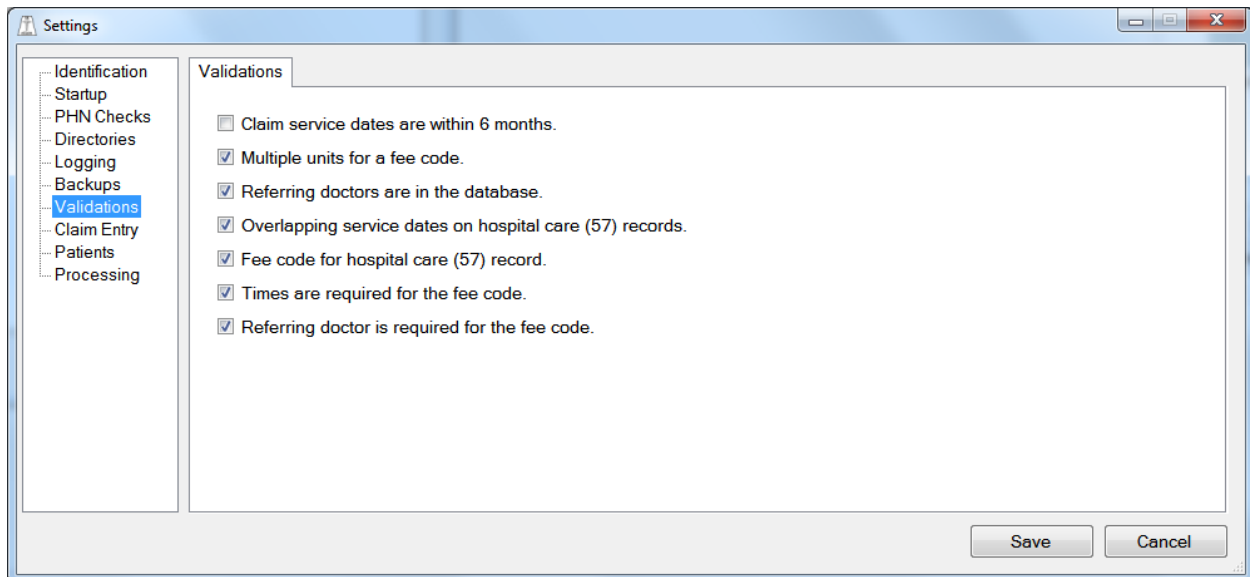 Settings
Identification
Startup
PHN Checks
Directories
Logging
Backups
Validations
Claim Entry
Patients
Processing
Validations
Claim service dates are within 6 months.
Multiple units for a fee code.
Referring doctors are in the database.
Overlapping service dates on hospital care (57) records.
Fee code for hospital care (57) record.
Times are required for the fee code.
Referring doctor is required for the fee code.
Save
Cancel